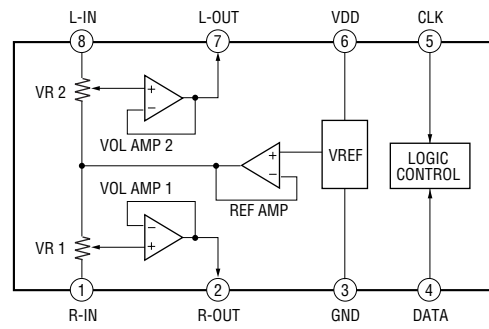 L-IN L-OUT VDD CLK
8 7 6 5
VR 2
+
−
VOL AMP 2
+
−
VREF
LOGIC
CONTROL
REF AMP
VOL AMP 1
−
+
VR 1
1 2 3 4
R-IN R-OUT GND DATA